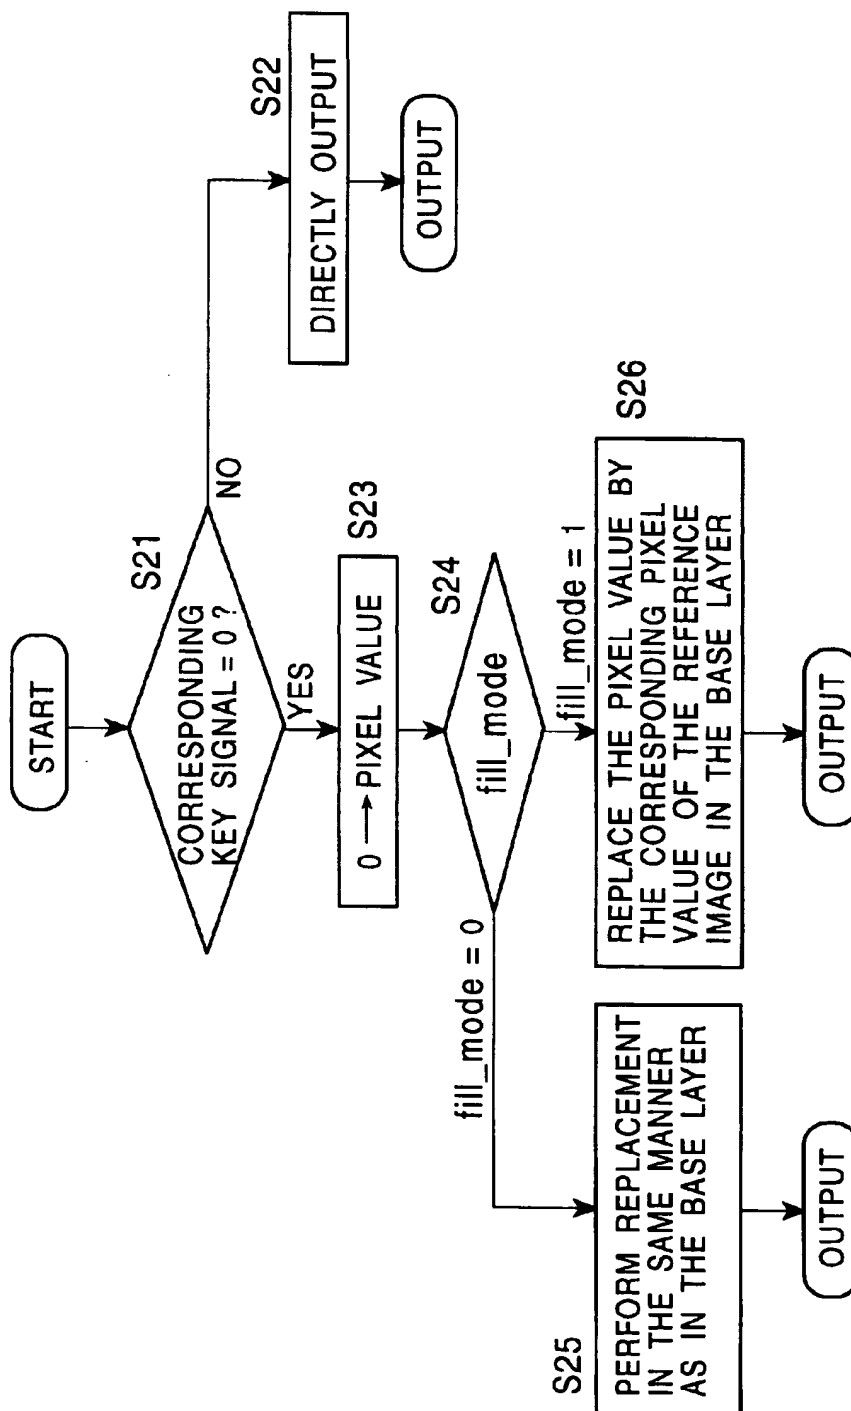 START
S21
CORRESPONDING
KEY SIGNAL = 0 ?
NO
YES
S22
DIRECTLY OUTPUT
OUTPUT
S23
0 → PIXEL VALUE
S24
fill_mode
fill_mode = 0
fill_mode = 1
S25
PERFORM REPLACEMENT
IN THE SAME MANNER
AS IN THE BASE LAYER
OUTPUT
S26
REPLACE THE PIXEL VALUE BY
THE CORRESPONDING PIXEL
VALUE OF THE REFERENCE
IMAGE IN THE BASE LAYER
OUTPUT